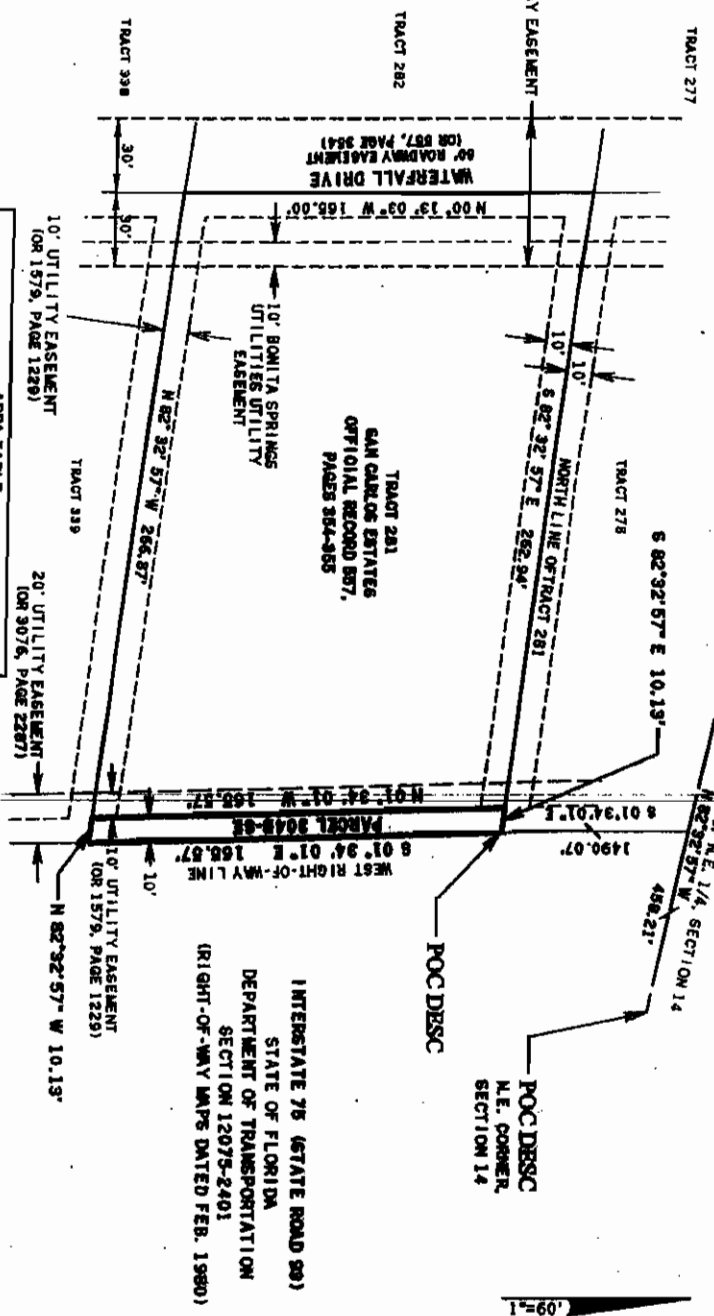 TRACT 277
TRACT 282
TRACT 338
Y EASEMENT
30'
30'
60' ROADWAY EASEMENT
(OR 557, PAGE 354)
WATERFALL DRIVE
N 00° 13' 03" W 165.00'
10' UTILITY EASEMENT
(OR 1579, PAGE 1229)
10' BONITA SPRINGS
UTILITIES UTILITY
EASEMENT
10'
10'
NORTH LINE OF TRACT 281
S 82° 32' 57" E 252.94'
TRACT 278
TRACT 281
SAN CARLOS ESTATES
OFFICIAL RECORD 557,
PAGES 354-355
N 82° 32' 57" W 266.87'
TRACT 339
20' UTILITY EASEMENT
(OR 3076, PAGE 2287)
S 82°32'57" E 10.13'
N 01° 34' 01" W 165.57'
PARCEL 3045-SE
S 01° 34' 01" E 165.57'
WEST RIGHT-OF-WAY LINE
10'
10' UTILITY EASEMENT
(OR 1579, PAGE 1229)
N 82°32'57" W 10.13'
S 01°34'01" E
1490.07'
N.E. 1/4, SECTION 14
N 82°32'57" W
459.21'
POC DESC
POC DESC
N.E. CORNER,
SECTION 14
INTERSTATE 75 (STATE ROAD 93)
STATE OF FLORIDA
DEPARTMENT OF TRANSPORTATION
SECTION 12075-2401
(RIGHT-OF-WAY MAPS DATED FEB. 1980)
1"=60'